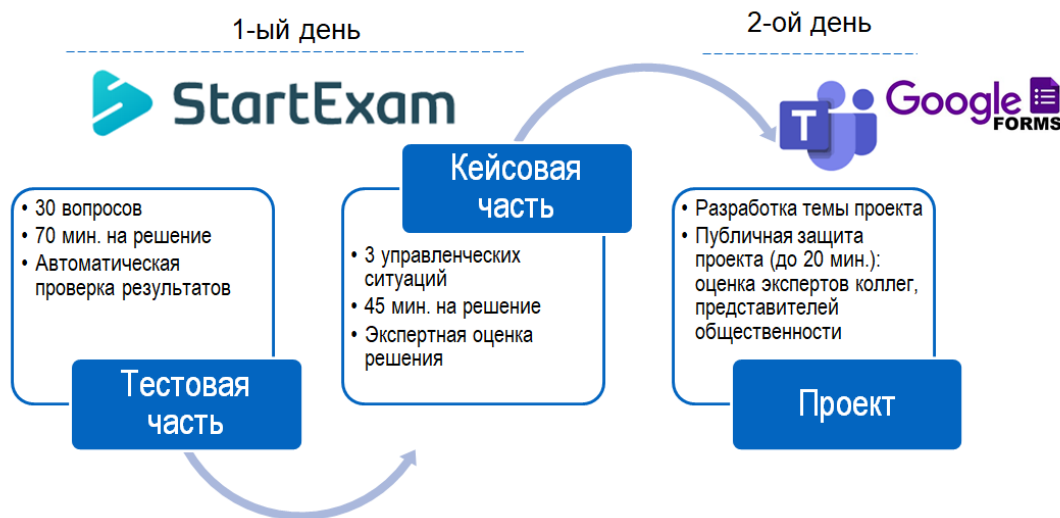 1-ый день
2-ой день
StartExam
T
Google
FORMS
• 30 вопросов
• 70 мин. на решение
• Автоматическая
проверка результатов
Тестовая
часть
Кейсовая
часть
• 3 управленческих
ситуаций
• 45 мин. на решение
• Экспертная оценка
решения
• Разработка темы проекта
• Публичная защита
проекта (до 20 мин.):
оценка экспертов коллег,
представителей
общественности
Проект